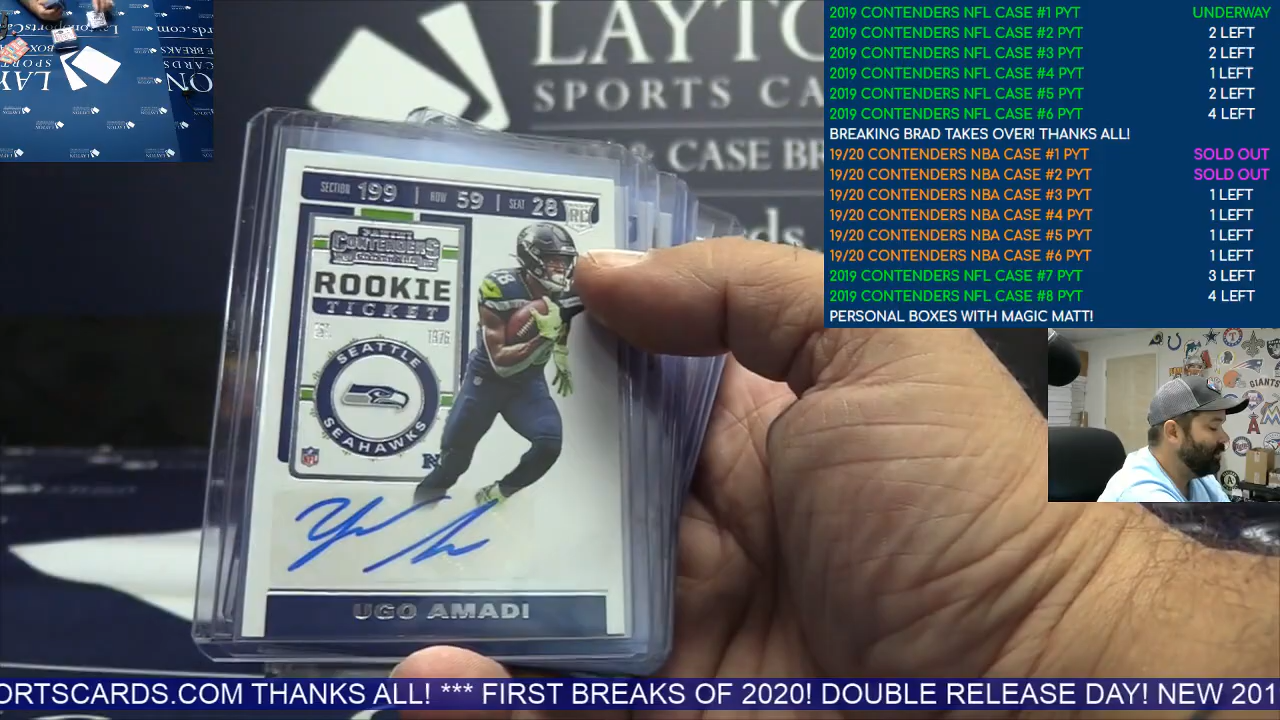 LAYTO
SPORTS CA
& CASE BR
ds.
2019 CONTENDERS NFL CASE #1 PYT UNDERWAY
2019 CONTENDERS NFL CASE #2 PYT 2 LEFT
2019 CONTENDERS NFL CASE #3 PYT 2 LEFT
2019 CONTENDERS NFL CASE #4 PYT 1 LEFT
2019 CONTENDERS NFL CASE #5 PYT 2 LEFT
2019 CONTENDERS NFL CASE #6 PYT 4 LEFT
BREAKING BRAD TAKES OVER! THANKS ALL!
19/20 CONTENDERS NBA CASE #1 PYT SOLD OUT
19/20 CONTENDERS NBA CASE #2 PYT SOLD OUT
19/20 CONTENDERS NBA CASE #3 PYT 1 LEFT
19/20 CONTENDERS NBA CASE #4 PYT 1 LEFT
19/20 CONTENDERS NBA CASE #5 PYT 1 LEFT
19/20 CONTENDERS NBA CASE #6 PYT 1 LEFT
2019 CONTENDERS NFL CASE #7 PYT 3 LEFT
2019 CONTENDERS NFL CASE #8 PYT 4 LEFT
PERSONAL BOXES WITH MAGIC MATT!
SECTION 199 | ROW 59 | SEAT 28 RC
PANINI
CONTENDERS
ROOKIE
TICKET
SEATTLE
SEAHAWKS
NFL
N
UGO AMADI
GIANTS
ORTSCARDS.COM THANKS ALL! *** FIRST BREAKS OF 2020! DOUBLE RELEASE DAY! NEW 201